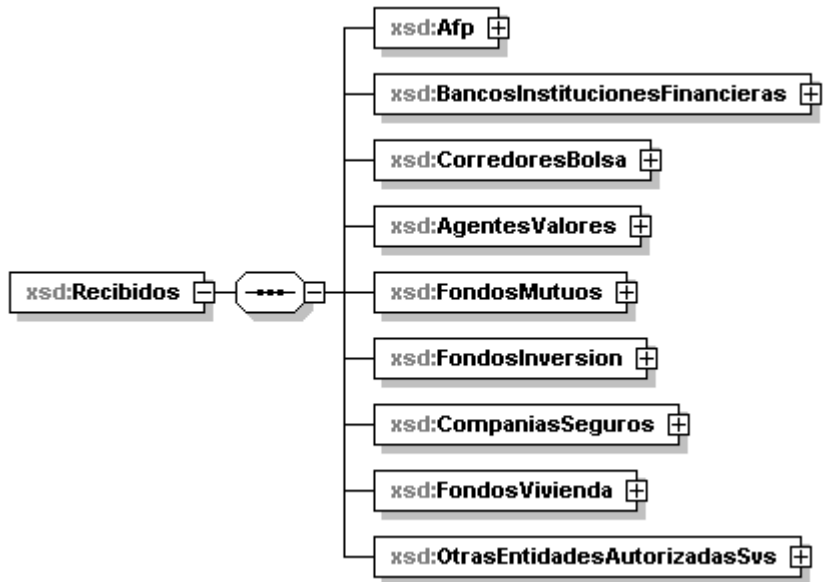 xsd:Afp
xsd:BancosInstitucionesFinancieras
xsd:CorredoresBolsa
xsd:AgentesValores
xsd:Recibidos
xsd:FondosMutuos
xsd:FondosInversion
xsd:CompaniasSeguros
xsd:FondosVivienda
xsd:OtrasEntidadesAutorizadasSvs